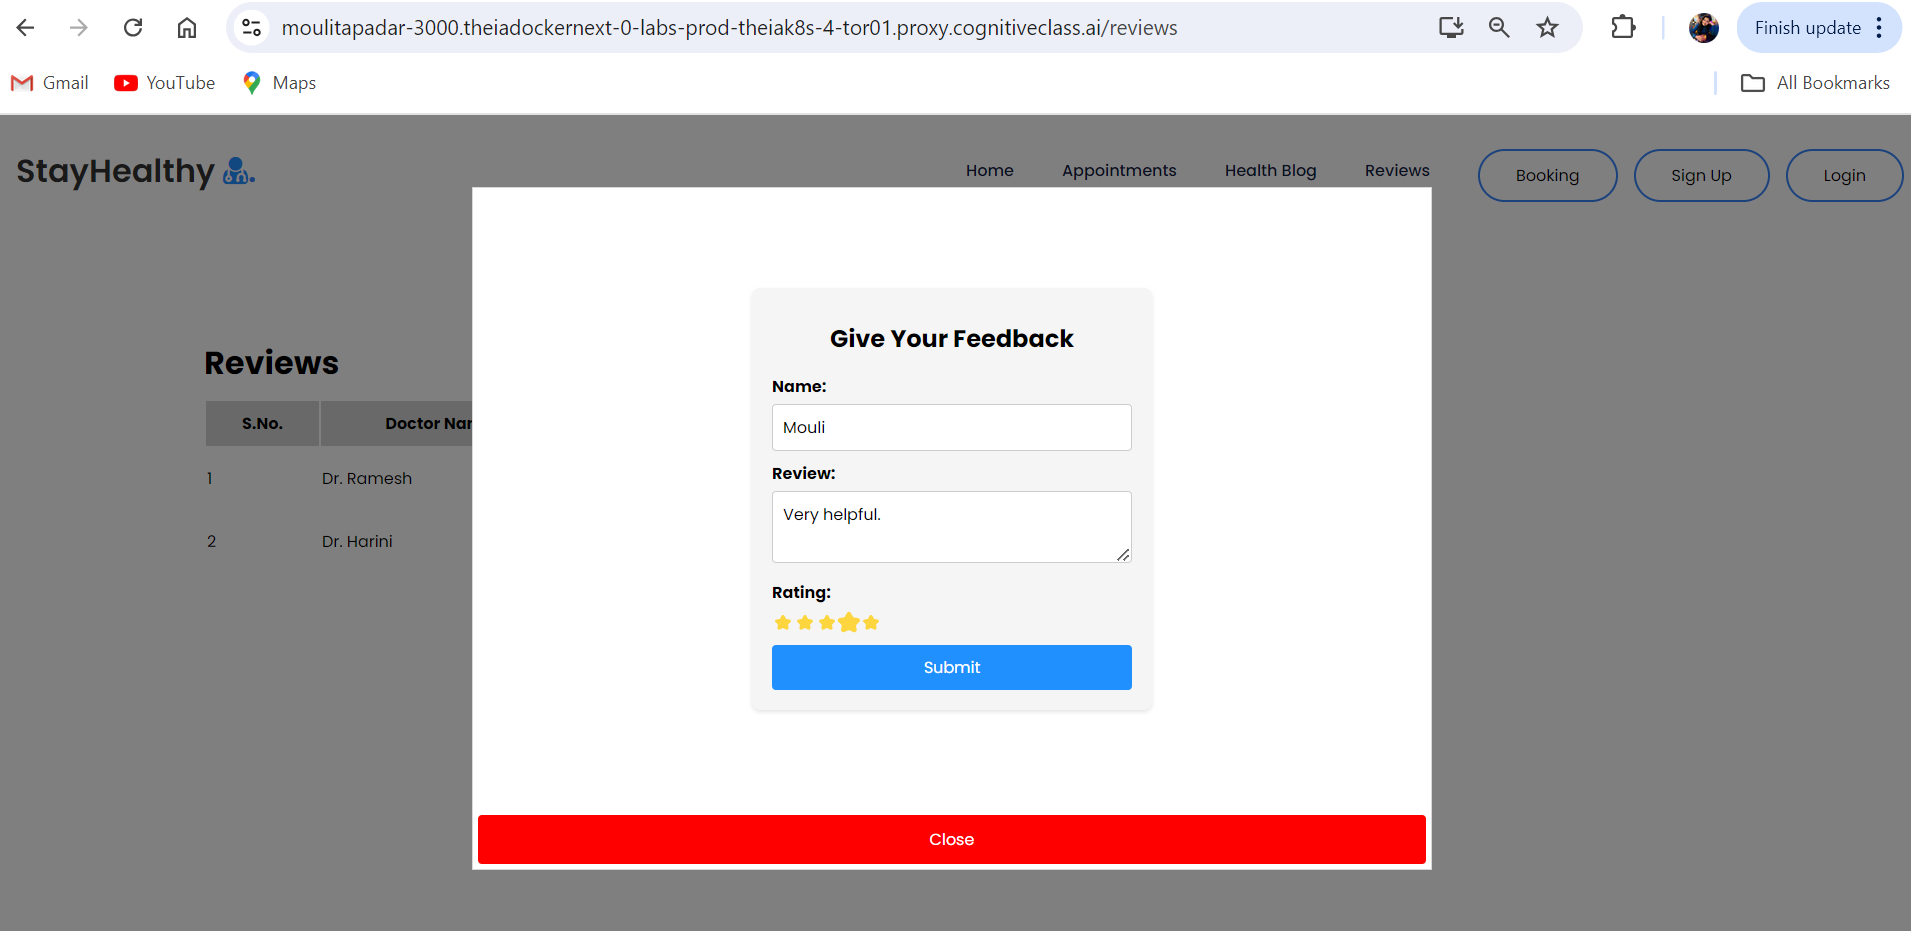 moulitapadar-3000.theiadockernext-0-labs-prod-theiak8s-4-tor01.proxy.cognitiveclass.ai/reviews
Finish update
Gmail YouTube Maps All Bookmarks
StayHealthy
Home Appointments Health Blog Reviews Booking Sign Up Login
Reviews
S.No. Doctor Nar
1 Dr. Ramesh
2 Dr. Harini
Give Your Feedback
Name:
Mouli
Review:
Very helpful.
Rating:
Submit
Close